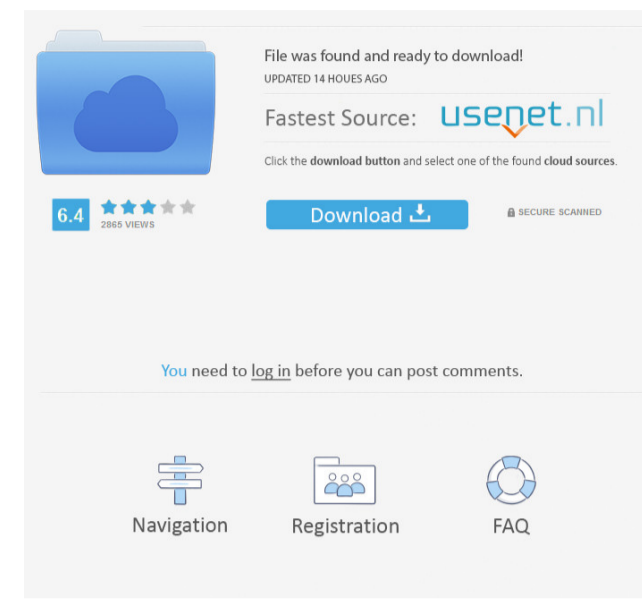 File was found and ready to download!
UPDATED 14 HOUES AGO
Fastest Source: usenet.nl
Click the download button and select one of the found cloud sources.
6.4
2865 VIEWS
Download
SECURE SCANNED
You need to log in before you can post comments.
Navigation
Registration
FAQ